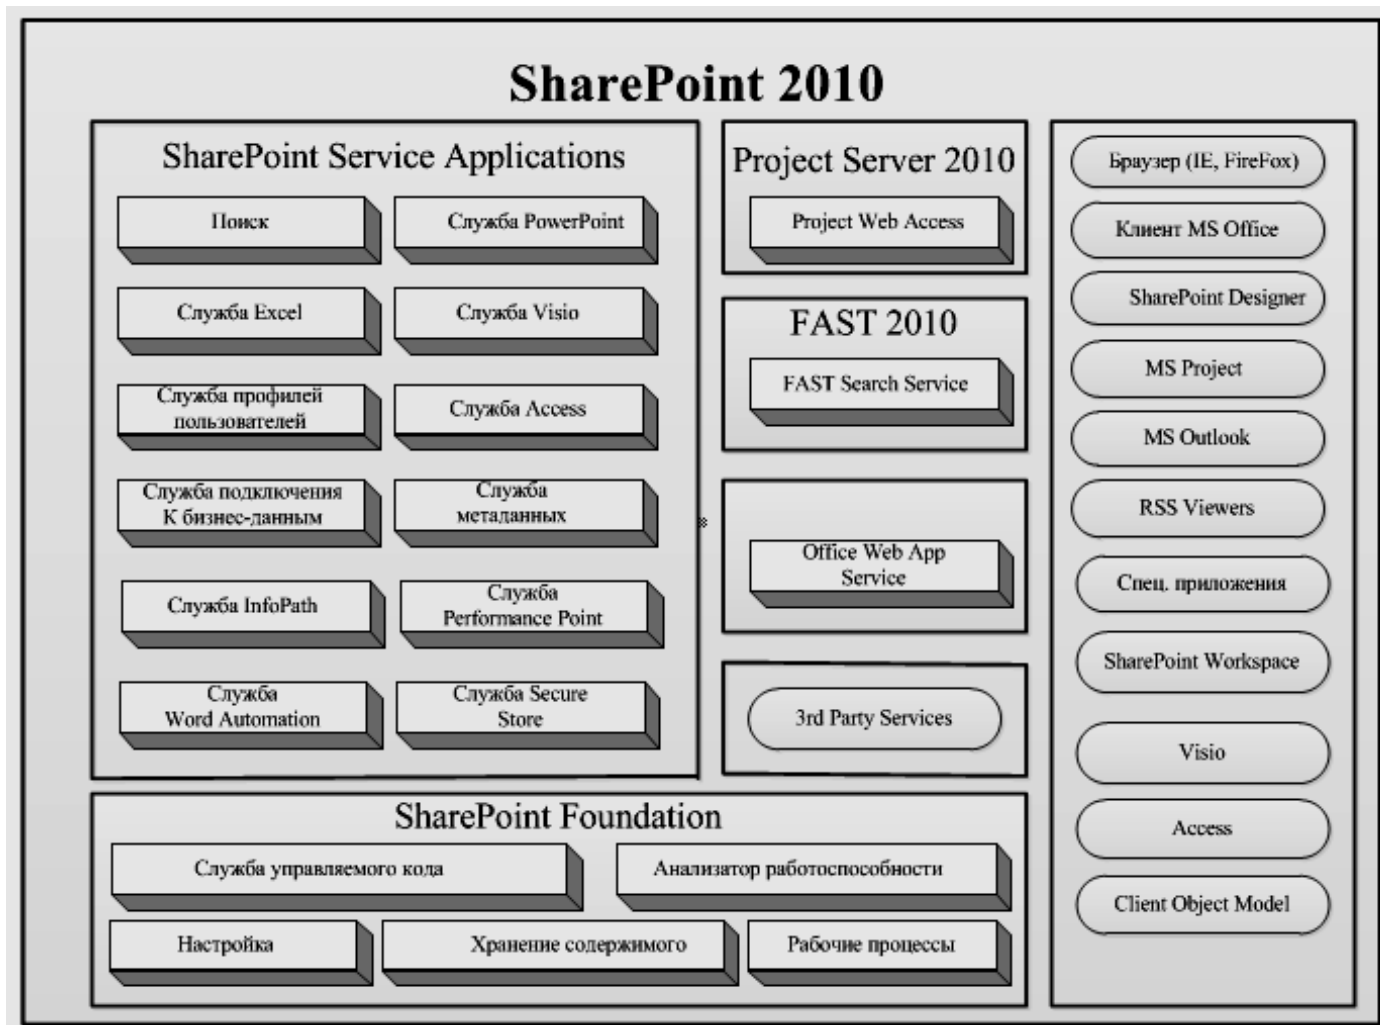 SharePoint 2010
SharePoint Service Applications
Поиск
Служба PowerPoint
Служба Excel
Служба Visio
Служба профилей
пользователей
Служба Access
Служба подключения
К бизнес-данным
Служба
метаданных
Служба InfoPath
Служба
Performance Point
Служба
Word Automation
Служба Secure
Store
Project Server 2010
Project Web Access
FAST 2010
FAST Search Service
Office Web App
Service
3rd Party Services
Браузер (IE, FireFox)
Клиент MS Office
SharePoint Designer
MS Project
MS Outlook
RSS Viewers
Спец. приложения
SharePoint Workspace
Visio
Access
Client Object Model
SharePoint Foundation
Служба управляемого кода
Анализатор работоспособности
Настройка
Хранение содержимого
Рабочие процессы